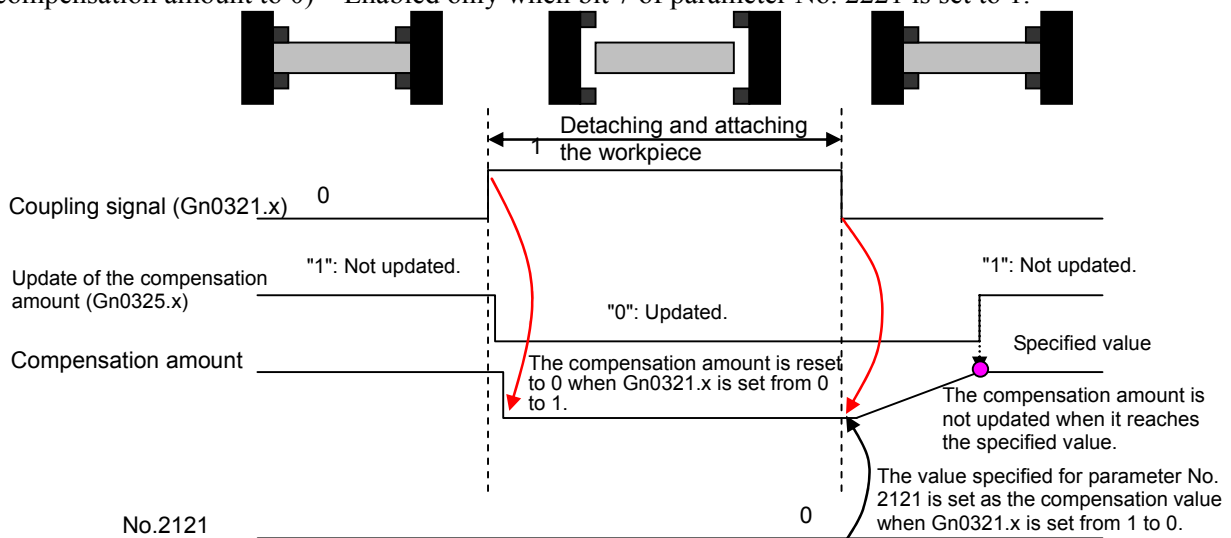 compensation amount to 0) Enabled only when bit 7 of parameter No. 2221 is set to 1.
Detaching and attaching
1 the workpiece
Coupling signal (Gn0321.x) 0
Update of the compensation
amount (Gn0325.x)
"1": Not updated.
"0": Updated.
"1": Not updated.
Compensation amount
The compensation amount is reset
to 0 when Gn0321.x is set from 0
to 1.
Specified value
The compensation amount is
not updated when it reaches
the specified value.
The value specified for parameter No.
2121 is set as the compensation value
when Gn0321.x is set from 1 to 0.
No.2121 0